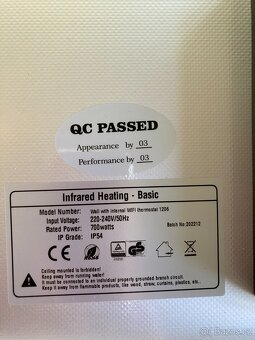 QC PASSED
Appearance by 03
Performance by 03
Infrared Heating - Basic
Model Number: Wall with internal WIFI thermostat 1206
Input Voltage: 220-240V/50Hz
Rated Power: 700watts
IP Grade: IP54
Batch No 202212
Ceiling mounting is forbidden!
Keep away from children!
It must be connected to an individual properly grounded branch circuit.
Keep it away from flammable products, like wood, straw, curtains, plastics, etc..